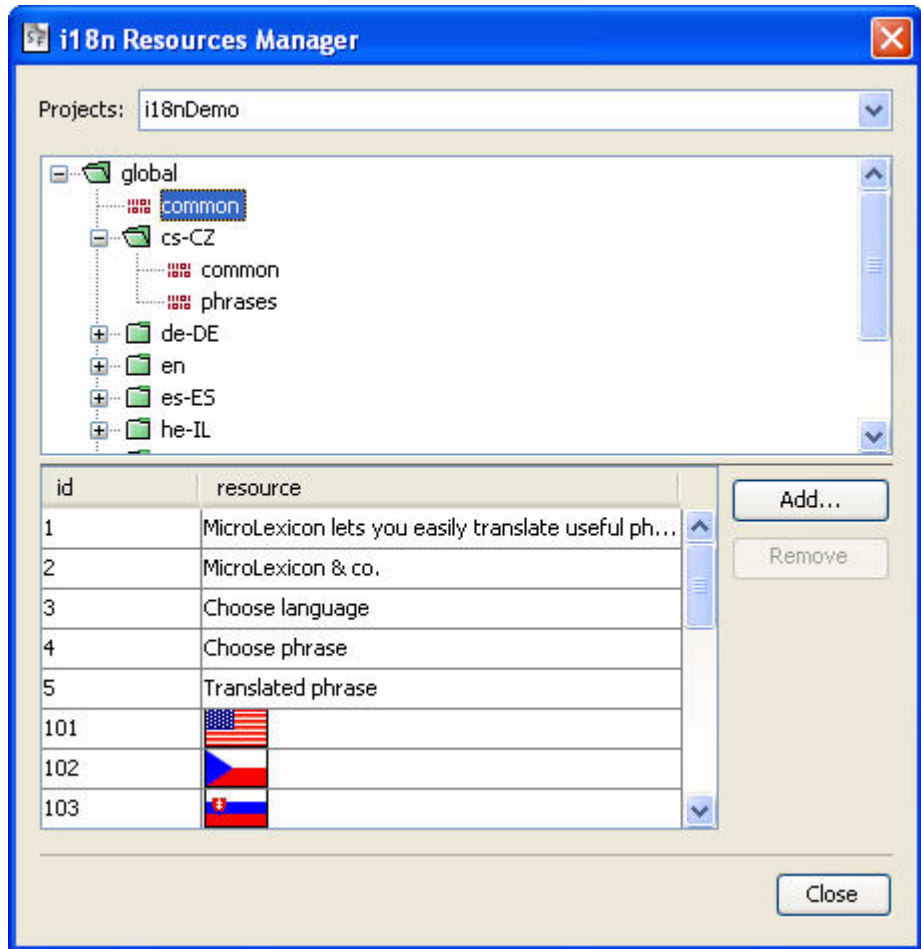 i18n Resources Manager
Projects: i18nDemo
global
common
cs-CZ
common
phrases
de-DE
en
es-ES
he-IL
id resource
Add...
1 MicroLexicon lets you easily translate useful ph...
Remove
2 MicroLexicon & co.
3 Choose language
4 Choose phrase
5 Translated phrase
101
102
103
Close